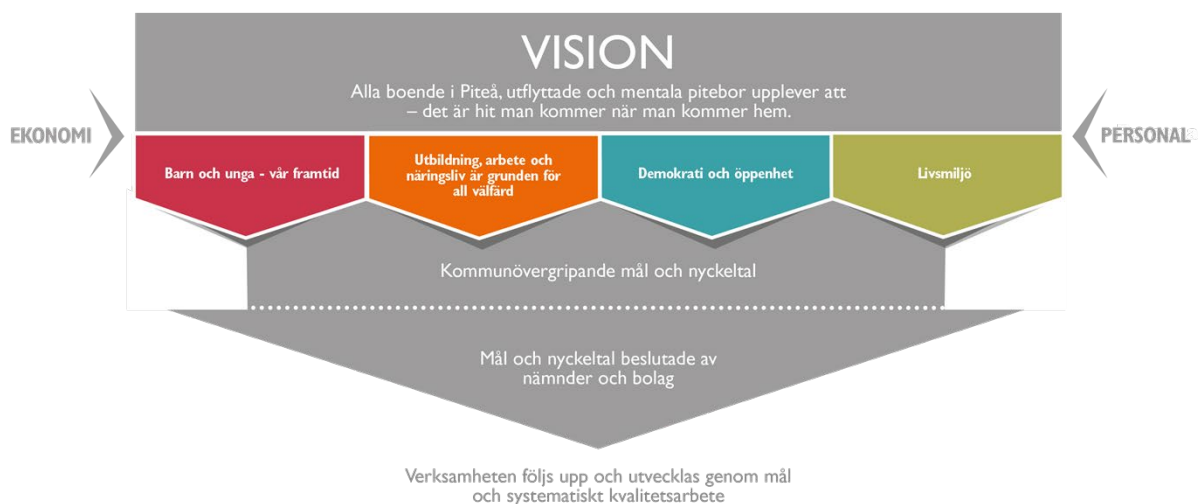 VISION
Alla boende i Piteå, utflyttade och mentala pitebor upplever att
– det är hit man kommer när man kommer hem.
EKONOMI
PERSONAL
Barn och unga - vår framtid
Utbildning, arbete och
näringsliv är grunden för
all välfärd
Demokrati och öppenhet
Livsmiljö
Kommunövergripande mål och nyckeltal
Mål och nyckeltal beslutade av
nämnder och bolag
Verksamheten följs upp och utvecklas genom mål
och systematiskt kvalitetsarbete